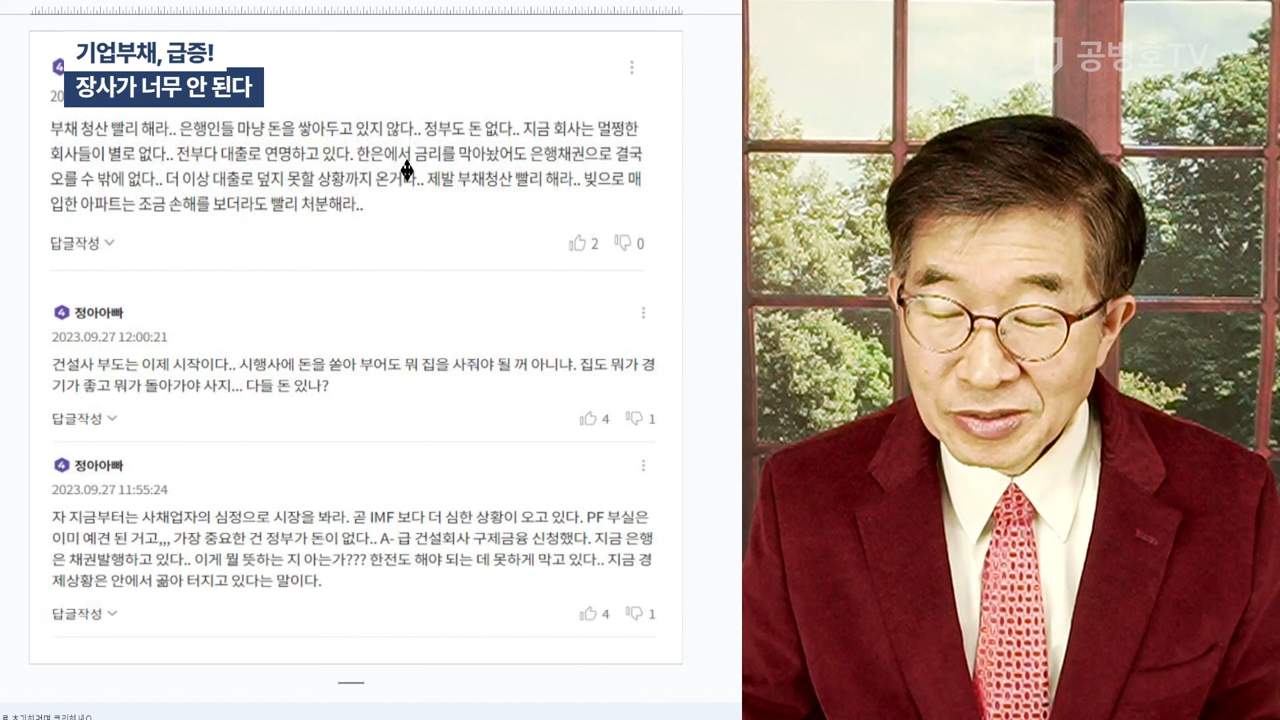 기업부채, 급증!
장사가 너무 안 된다
공병호TV
4
20
부채 청산 빨리 해라.. 은행인들 마냥 돈을 쌓아두고 있지 않다.. 정부도 돈 없다.. 지금 회사는 멀쩡한
회사들이 별로 없다.. 전부다 대출로 연명하고 있다. 한은에서 금리를 막아놨어도 은행채권으로 결국
오를 수 밖에 없다.. 더 이상 대출로 덮지 못할 상황까지 온거다.. 제발 부채청산 빨리 해라.. 빚으로 매
입한 아파트는 조금 손해를 보더라도 빨리 처분해라..
답글작성
2 0
4 정아아빠
2023.09.27 12:00:21
건설사 부도는 이제 시작이다.. 시행사에 돈을 쏟아 부어도 뭐 집을 사줘야 될 꺼 아니냐. 집도 뭐가 경
기가 좋고 뭐가 돌아가야 사지... 다들 돈 있나?
답글작성
4 1
4 정아아빠
2023.09.27 11:55:24
자 지금부터는 사채업자의 심정으로 시장을 봐라. 곧 IMF 보다 더 심한 상황이 오고 있다. PF 부실은
이미 예견 된 거고,,, 가장 중요한 건 정부가 돈이 없다.. A- 급 건설회사 구제금융 신청했다. 지금 은행
은 채권발행하고 있다.. 이게 뭘 뜻하는 지 아는가??? 한전도 해야 되는 데 못하게 막고 있다.. 지금 경
제상황은 안에서 곪아 터지고 있다는 말이다.
답글작성
4 1